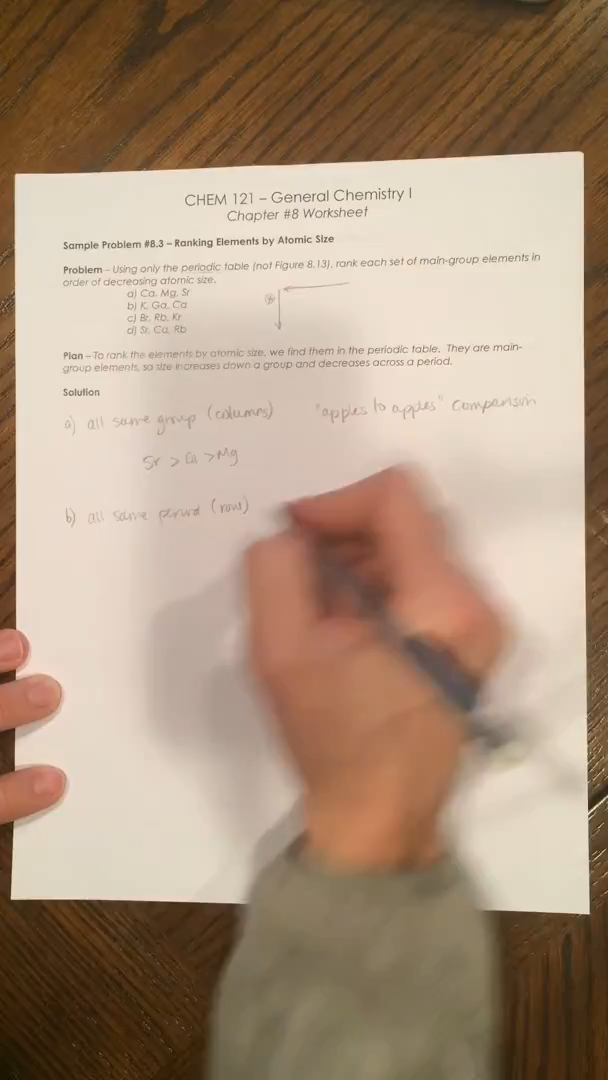 CHEM 121 – General Chemistry I
Chapter #8 Worksheet
Sample Problem #8.3 – Ranking Elements by Atomic Size
Problem – Using only the periodic table (not Figure 8.13), rank each set of main-group elements in
order of decreasing atomic size.
a) Ca, Mg, Sr
b) K, Ga, Ca
c) Br, Rb, Kr
d) Sr, Ca, Rb
Plan – To rank the elements by atomic size, we find them in the periodic table. They are main-
group elements, so size increases down a group and decreases across a period.
Solution
a) all same group (columns) "apples to apples" comparison
Sr > Ca > Mg
b) all same period (row)